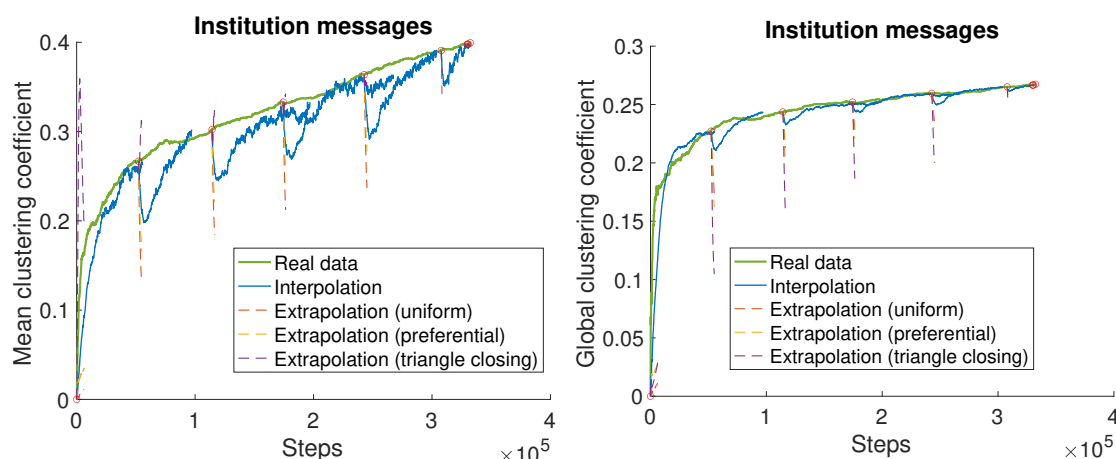 Institution messages
Mean clustering coefficient
0.4
0.3
0.2
0.1
0
Real data
Interpolation
Extrapolation (uniform)
Extrapolation (preferential)
Extrapolation (triangle closing)
0 1 2 3 4
Steps
×10^5
Institution messages
Global clustering coefficient
0.3
0.25
0.2
0.15
0.1
0.05
0
Real data
Interpolation
Extrapolation (uniform)
Extrapolation (preferential)
Extrapolation (triangle closing)
0 1 2 3 4
Steps
×10^5